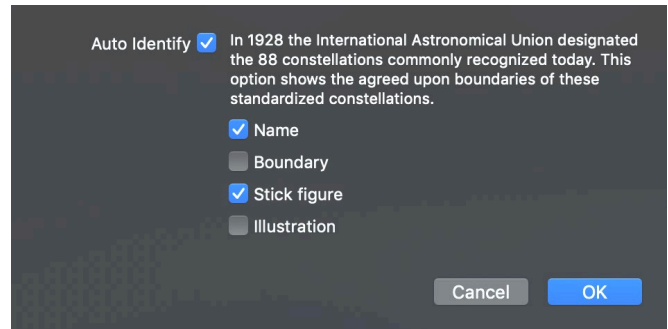 Auto Identify In 1928 the International Astronomical Union designated
the 88 constellations commonly recognized today. This
option shows the agreed upon boundaries of these
standardized constellations.
Name
Boundary
Stick figure
Illustration
Cancel OK